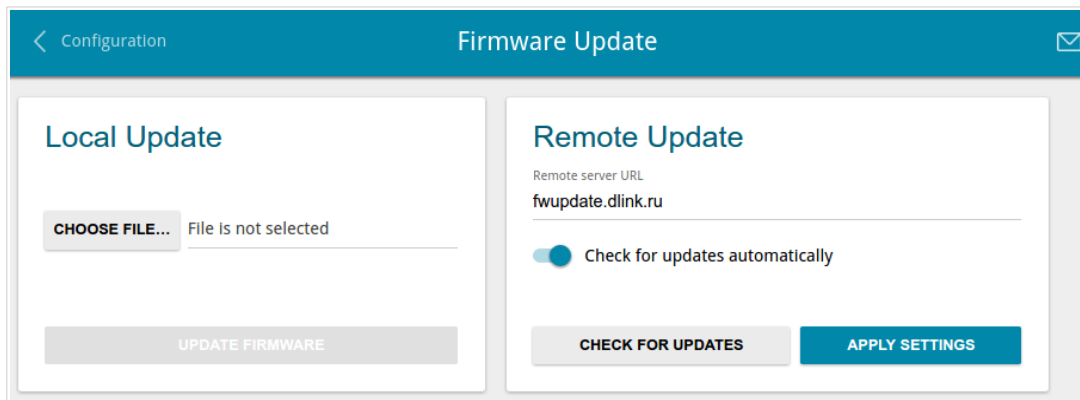 Configuration
Firmware Update
Local Update
CHOOSE FILE...
File is not selected
UPDATE FIRMWARE
Remote Update
Remote server URL
fwupdate.dlink.ru
Check for updates automatically
CHECK FOR UPDATES
APPLY SETTINGS